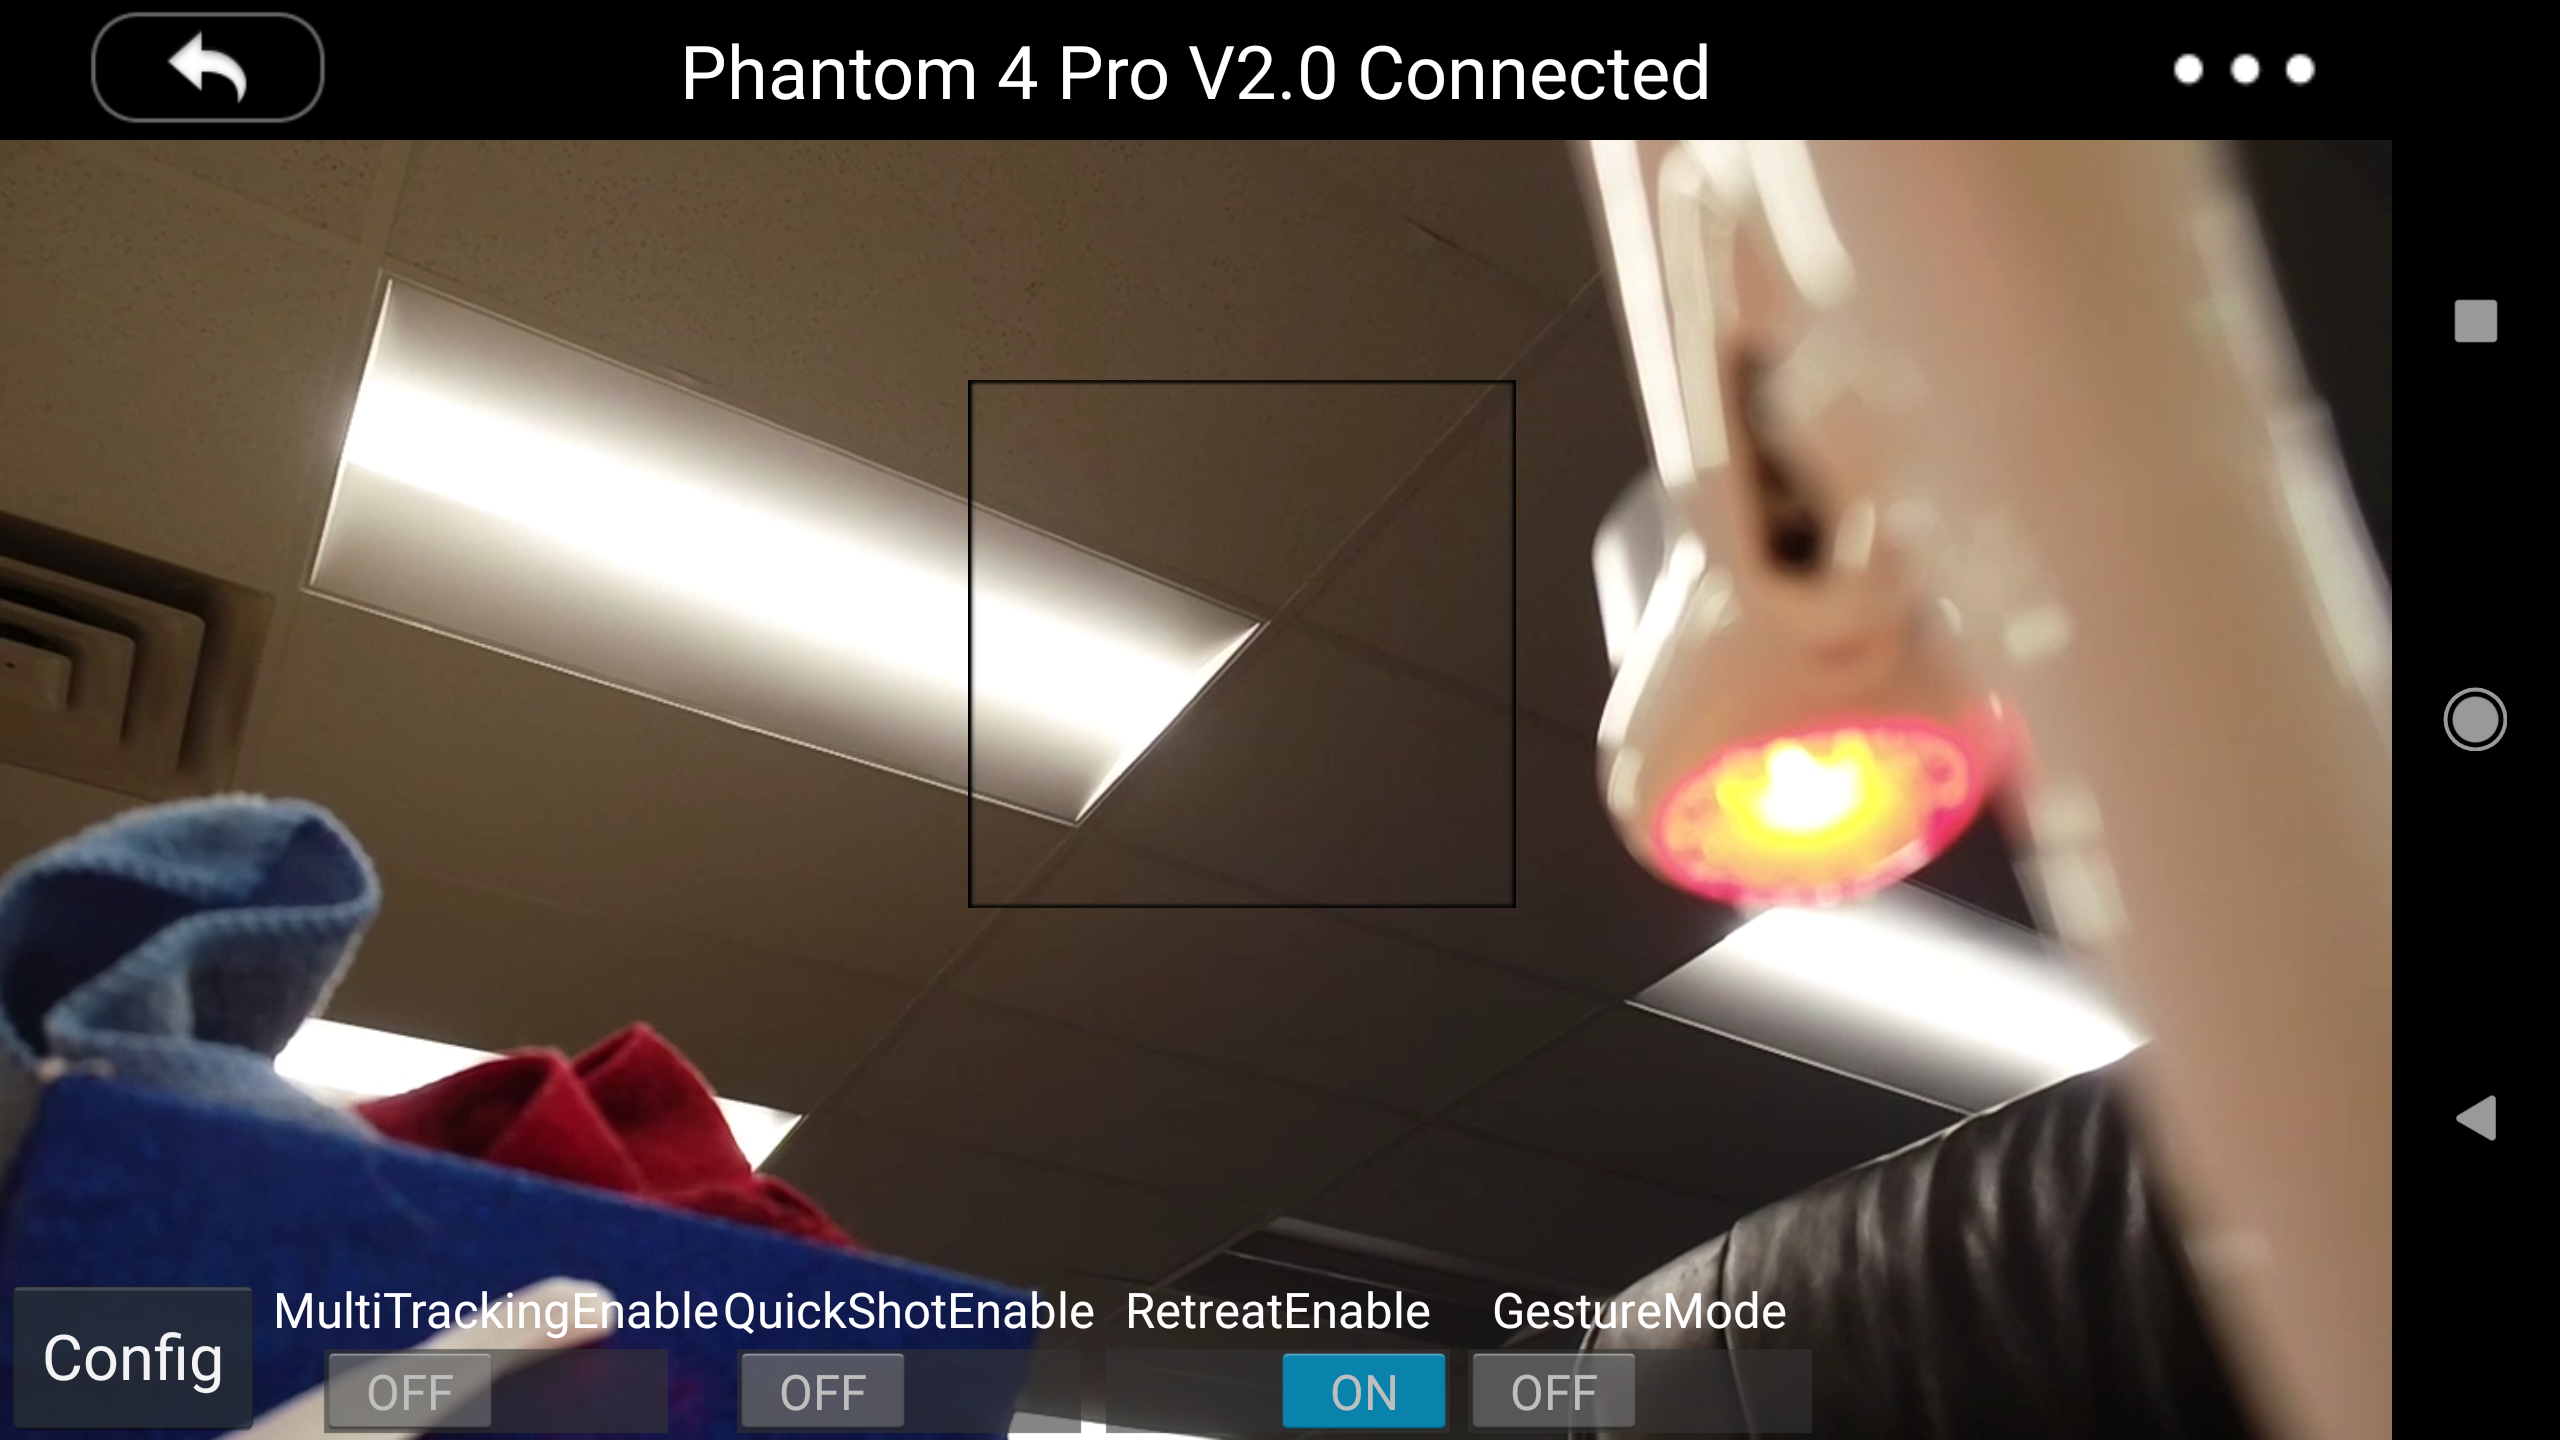 Phantom 4 Pro V2.0 Connected
MultiTrackingEnable QuickShotEnable RetreatEnable GestureMode
Config
OFF OFF ON OFF